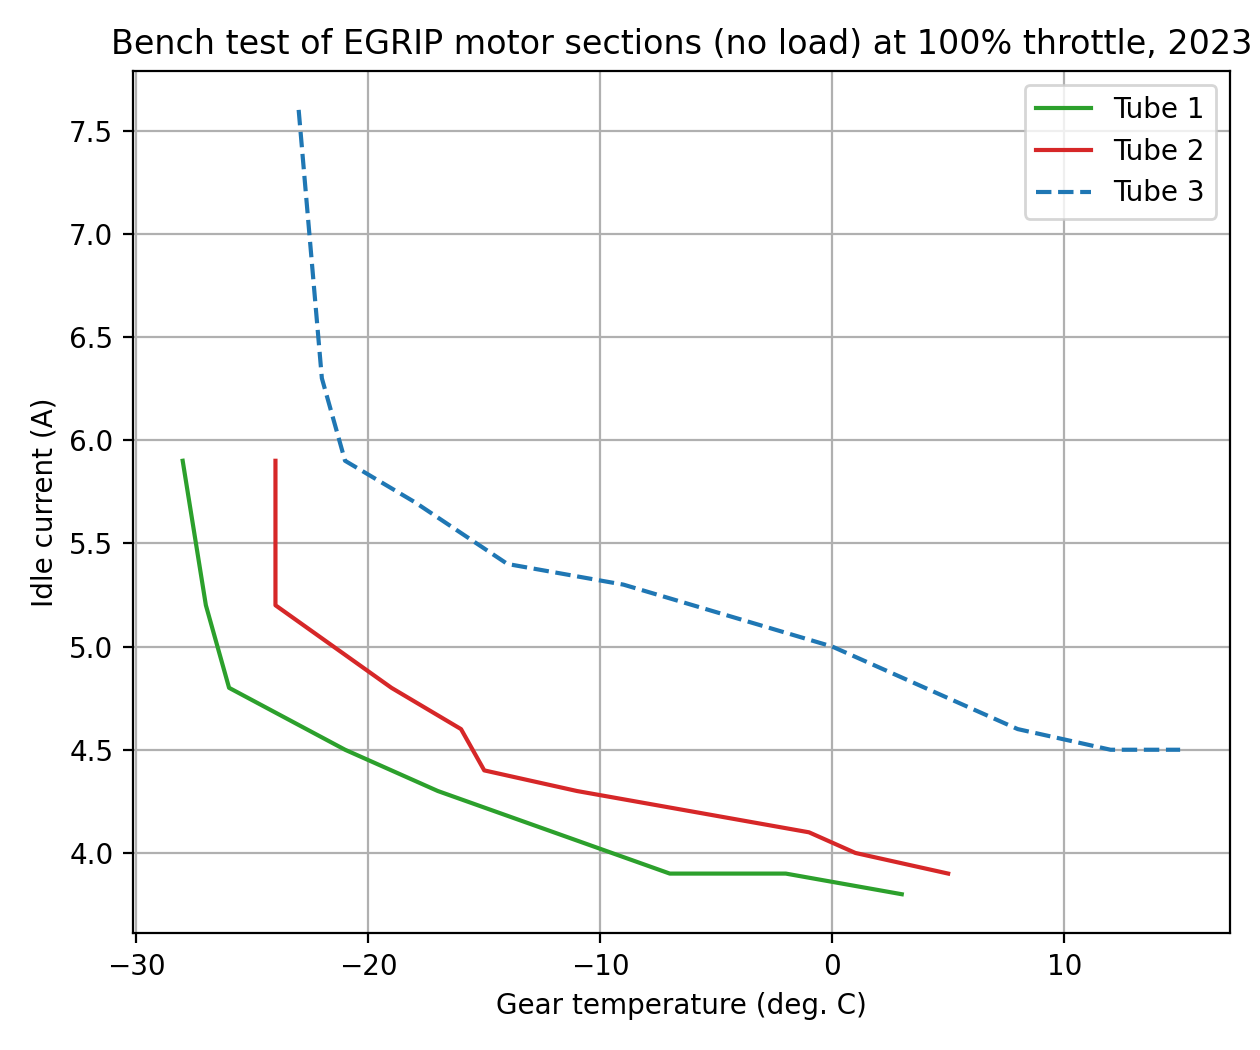 Bench test of EGRIP motor sections (no load) at 100% throttle, 2023
Tube 1
Tube 2
Tube 3
7.5
7.0
6.5
6.0
5.5
5.0
4.5
4.0
Idle current (A)
−30
−20
−10
0
10
Gear temperature (deg. C)